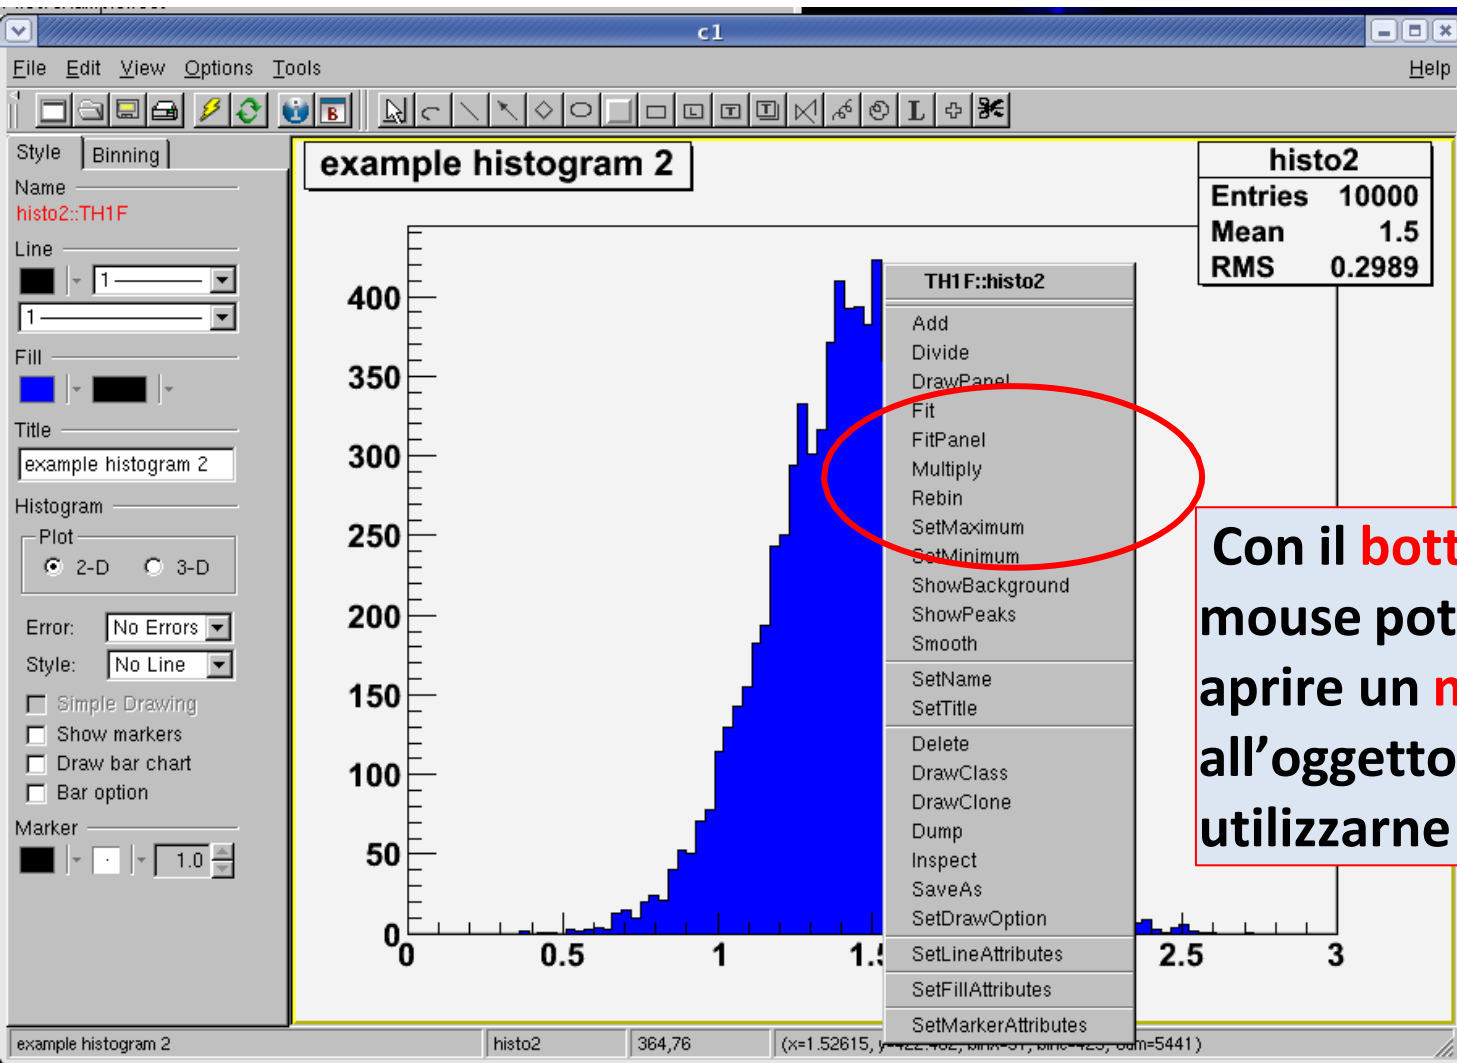 c1
File Edit View Options Tools Help
B L T T L
Style Binning
Name
histo2::TH1F
Line
1
1
Fill
Title
example histogram 2
Histogram
Plot
2-D 3-D
Error: No Errors
Style: No Line
Simple Drawing
Show markers
Draw bar chart
Bar option
Marker
1.0
example histogram 2
histo2
Entries 10000
Mean 1.5
RMS 0.2989
400
350
300
250
200
150
100
50
0
0 0.5 1 2.5 3
TH1F::histo2
Add
Divide
DrawPanel
Fit
FitPanel
Multiply
Rebin
SetMaximum
SetMinimum
ShowBackground
ShowPeaks
Smooth
SetName
SetTitle
Delete
DrawClass
DrawClone
Dump
Inspect
SaveAs
SetDrawOption
SetLineAttributes
SetFillAttributes
SetMarkerAttributes
Con il bott
mouse pot
aprire un
all’oggetto
utilizzarne
example histogram 2 histo2 364,76 (x=1.52615,